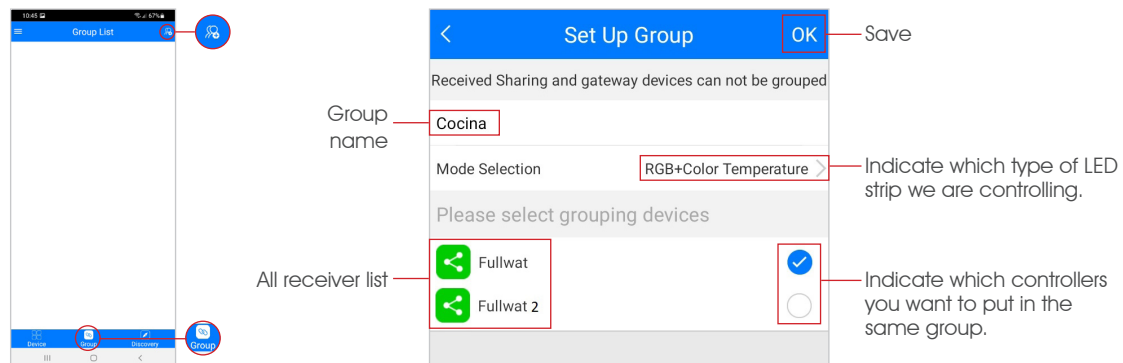 10:45
67%
Group List
Device
Group
Discovery
Group
Set Up Group
OK
Save
Received Sharing and gateway devices can not be grouped
Group
name
Cocina
Mode Selection
RGB+Color Temperature
Indicate which type of LED
strip we are controlling.
Please select grouping devices
All receiver list
Fullwat
Fullwat 2
Indicate which controllers
you want to put in the
same group.